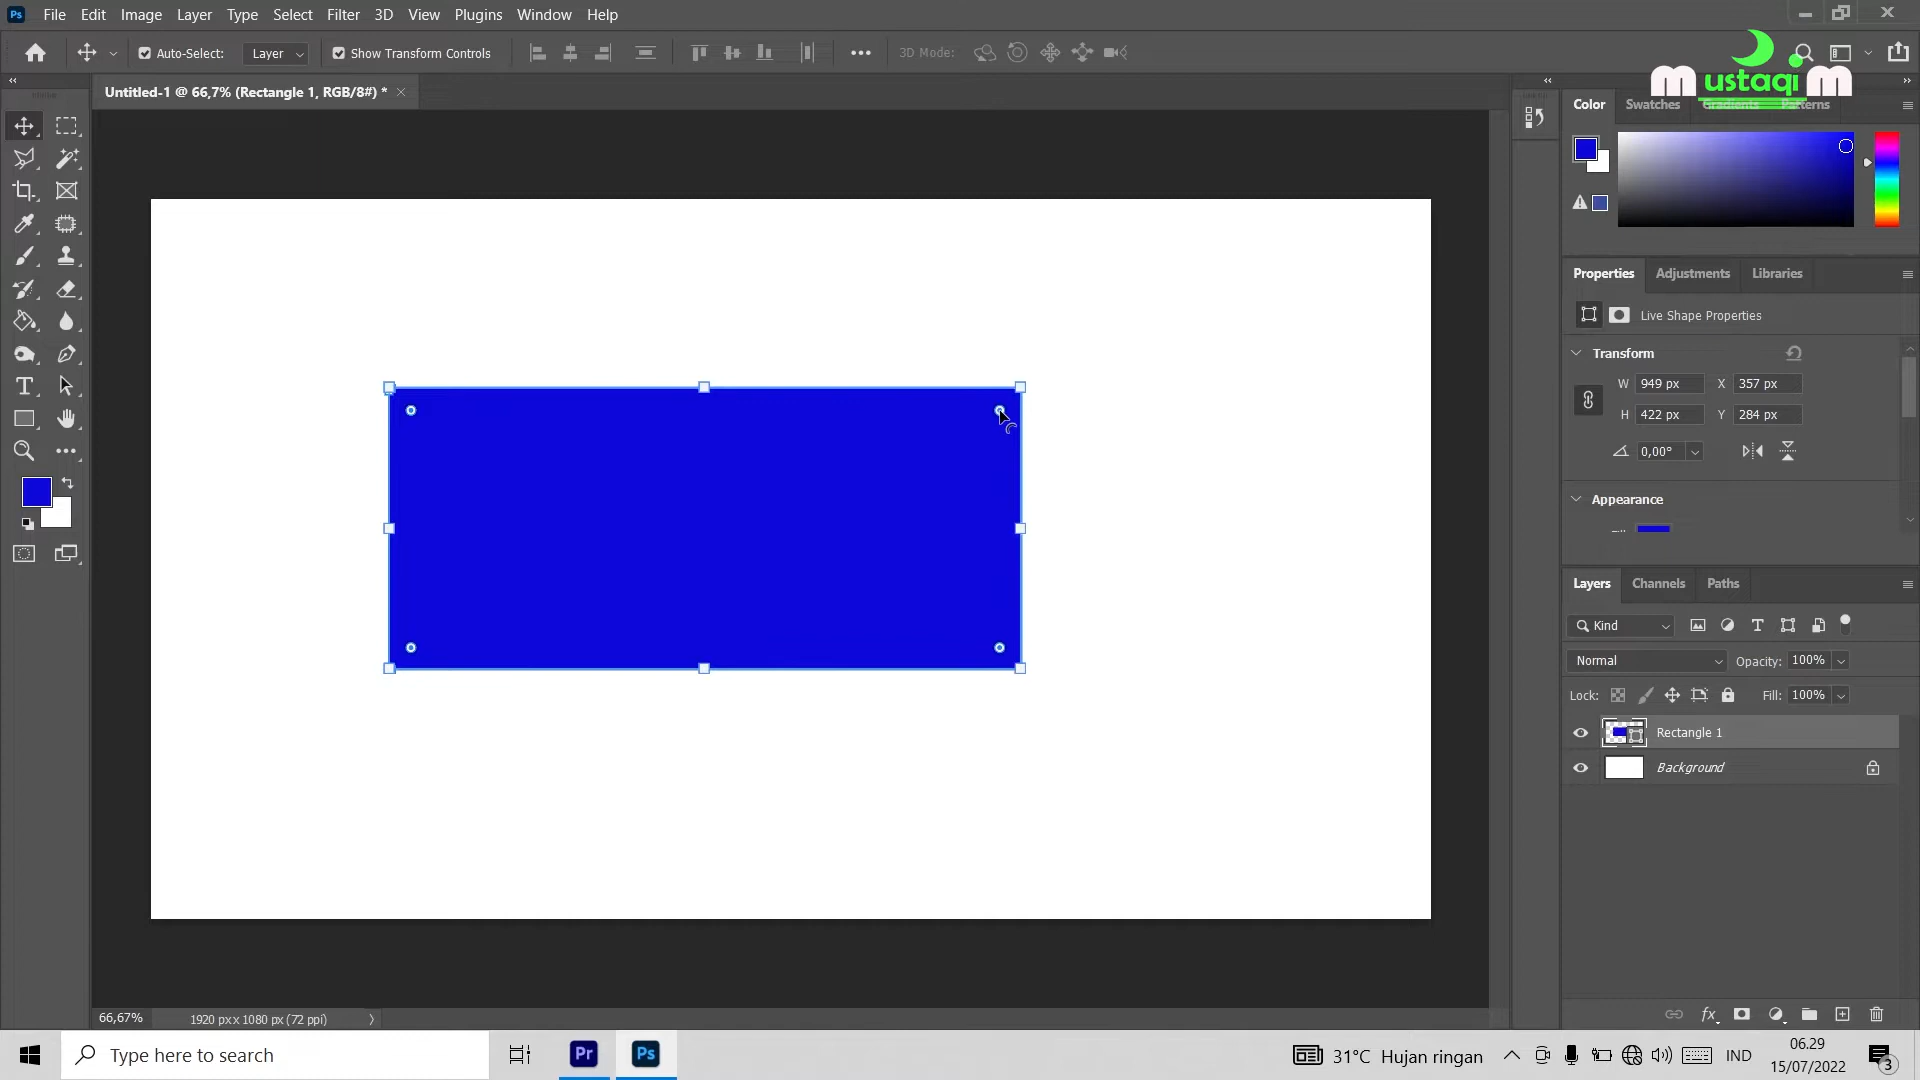 Ps File Edit Image Layer Type Select Filter 3D View Plugins Window Help
Auto-Select: Layer Show Transform Controls 3D Mode:
mustaqim
Untitled-1 @ 66,7% (Rectangle 1, RGB/8#) *
Color Swatches Gradients Patterns
Properties Adjustments Libraries
Live Shape Properties
Transform
W 949 px X 357 px
H 422 px Y 284 px
0,00°
Appearance
Layers Channels Paths
Kind
Normal Opacity: 100%
Lock: Fill: 100%
Rectangle 1
Background
fx
66,67% 1920 px x 1080 px (72 ppi)
Type here to search Pr Ps 31°C Hujan ringan IND 06.29
15/07/2022 3